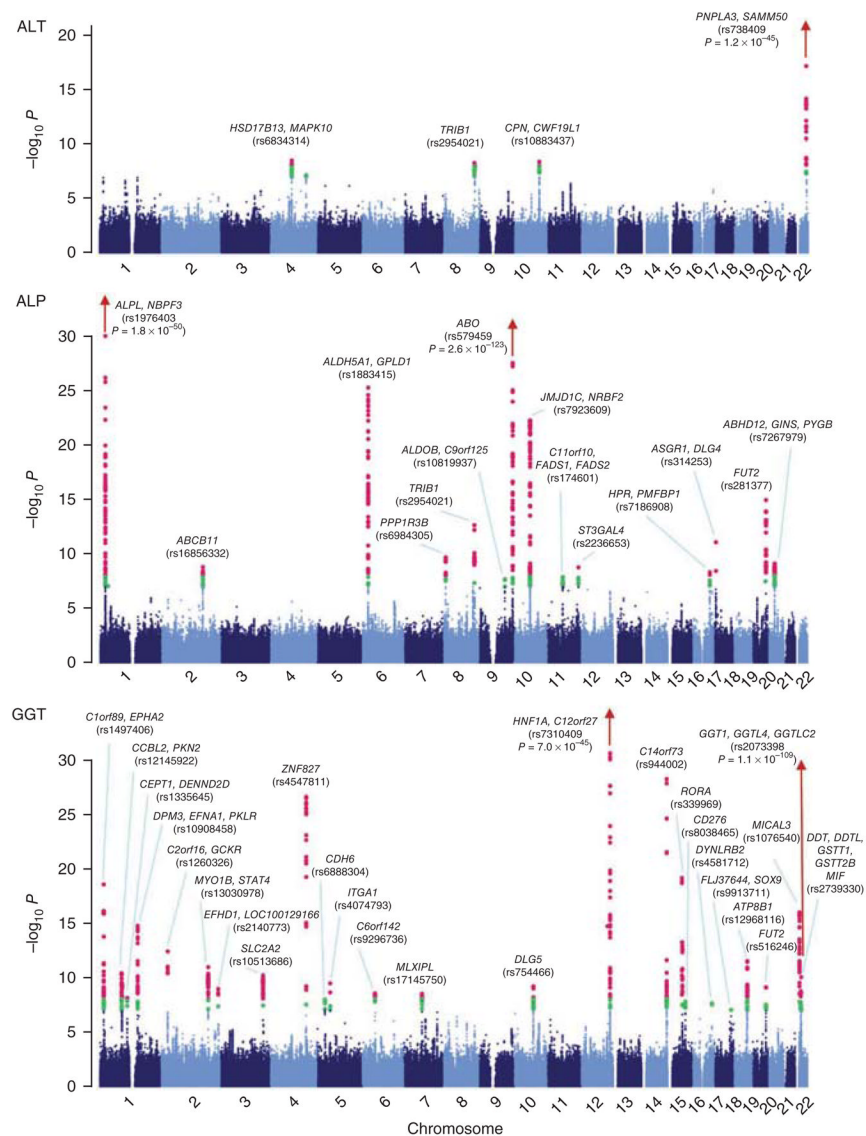 ALT
PNPLA3, SAMM50
(rs738409
P = 1.2 × 10⁻⁴⁵)
HSD17B13, MAPK10
(rs6834314)
TRIB1
(rs2954021)
CPN, CWF19L1
(rs10883437)
20
15
10
5
0
–log₁₀ P
1 2 3 4 5 6 7 8 9 10 11 12 13 14 15 16 17 18 19 20 21 22
ALP
ALPL, NBPF3
(rs1976403
P = 1.8 × 10⁻⁵⁰)
ABO
(rs579459
P = 2.6 × 10⁻¹²³)
ALDH5A1, GPLD1
(rs1883415)
JMJD1C, NRBF2
(rs7923609)
ABHD12, GINS, PYGB
(rs7267979)
ALDOB, C9orf125
(rs10819937)
C11orf10,
FADS1, FADS2
(rs174601)
ASGR1, DLG4
(rs314253)
FUT2
(rs281377)
TRIB1
(rs2954021)
HPR, PMFBP1
(rs7186908)
PPP1R3B
(rs6984305)
ST3GAL4
(rs2236653)
ABCB11
(rs16856332)
30
25
20
15
10
5
0
–log₁₀ P
1 2 3 4 5 6 7 8 9 10 11 12 13 14 15 16 17 18 19 20 21 22
GGT
C1orf89, EPHA2
(rs1497406)
CCBL2, PKN2
(rs12145922)
CEPT1, DENND2D
(rs1335645)
DPM3, EFNA1, PKLR
(rs10908458)
C2orf16, GCKR
(rs1260326)
MYO1B, STAT4
(rs13030978)
EFHD1, LOC100129166
(rs2140773)
SLC2A2
(rs10513686)
ZNF827
(rs4547811)
CDH6
(rs6888304)
ITGA1
(rs4074793)
C6orf142
(rs9296736)
MLXIPL
(rs17145750)
DLG5
(rs754466)
HNF1A, C12orf27
(rs7310409
P = 7.0 × 10⁻⁴⁵)
C14orf73
(rs944002)
GGT1, GGTL4, GGTLC2
(rs2073398
P = 1.1 × 10⁻¹⁰⁹)
RORA
(rs339969)
CD276
(rs8038465)
DYNLRB2
(rs4581712)
FLJ37644, SOX9
(rs9913711)
ATP8B1
(rs12968116)
FUT2
(rs516246)
MICAL3
(rs1076540)
DDT, DDTL,
GSTT1,
GSTT2B
MIF
(rs2739330)
30
25
20
15
10
5
0
–log₁₀ P
1 2 3 4 5 6 7 8 9 10 11 12 13 14 15 16 17 18 19 20 21 22
Chromosome